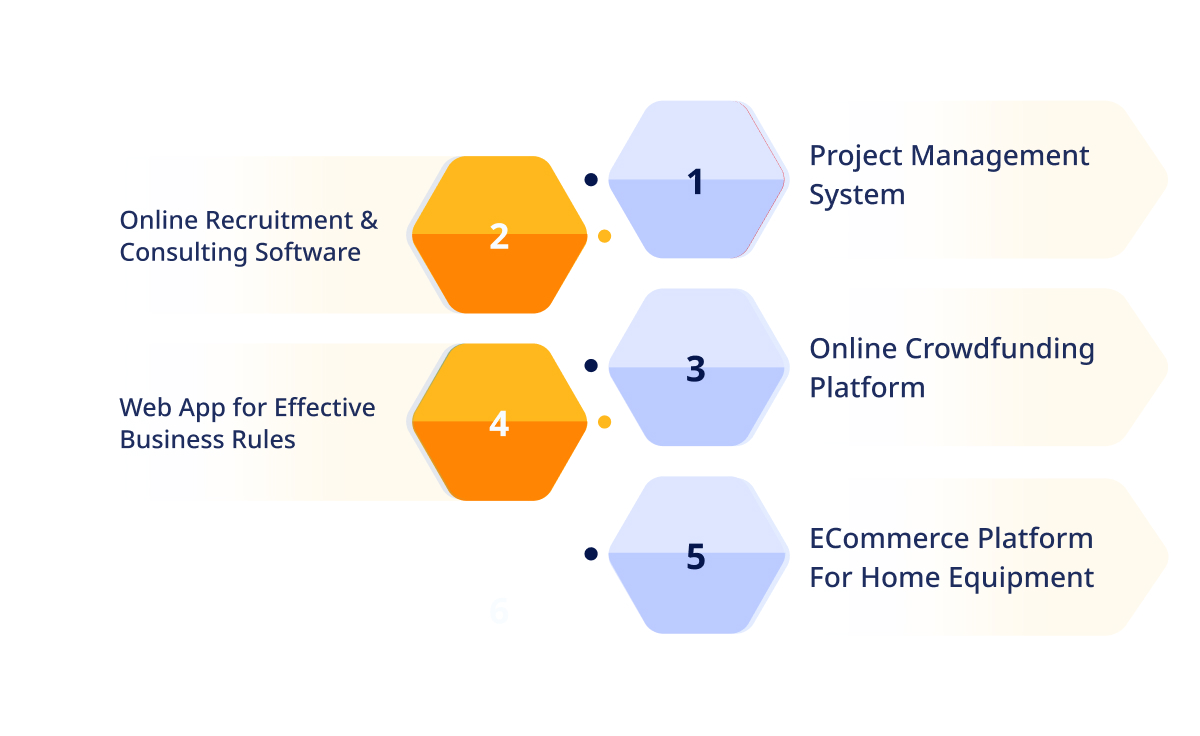 1
Project Management
System
2
Online Recruitment &
Consulting Software
3
Online Crowdfunding
Platform
4
Web App for Effective
Business Rules
5
ECommerce Platform
For Home Equipment
6